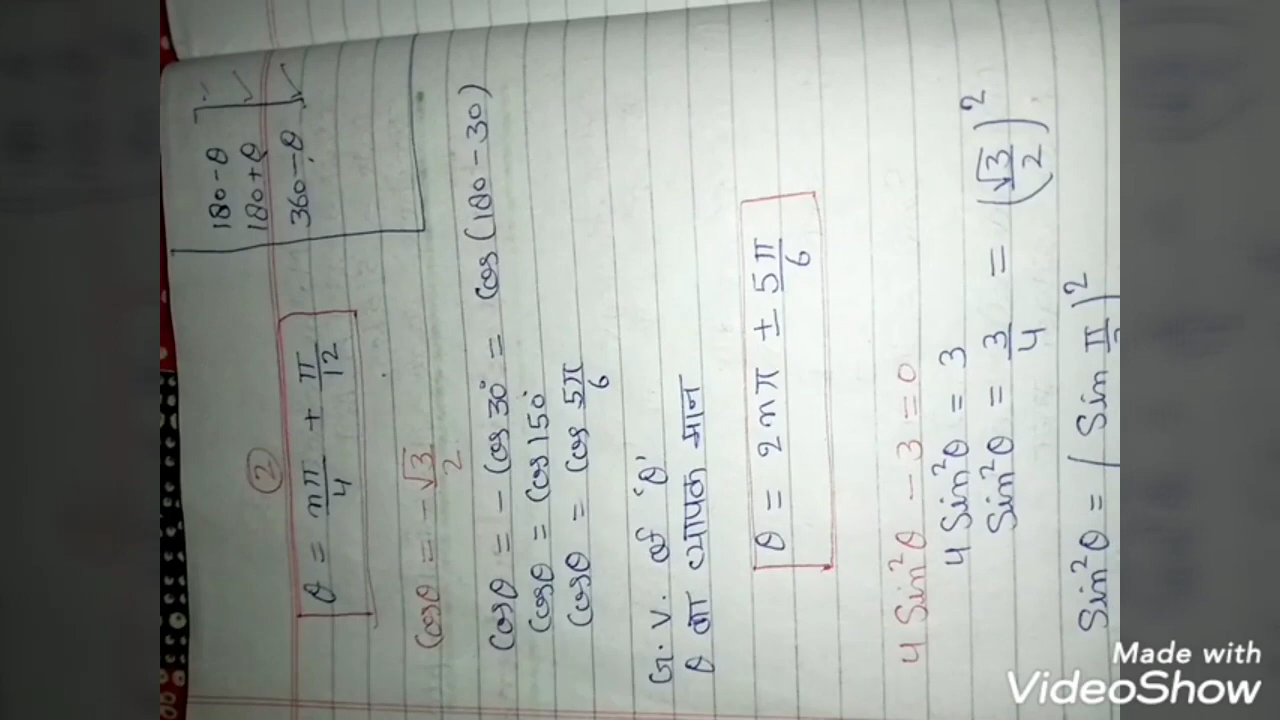 180-θ
180+θ
360-θ
②
θ = nπ/4 + π/12
cosθ = -√3/2
cosθ = - cos 30° = cos (180-30)
cosθ = cos 150°
cosθ = cos 5π/6
G. V. of 'θ'
θ का व्यापक मान
θ = 2nπ ± 5π/6
4 Sin²θ - 3 = 0
4 Sin²θ = 3
Sin²θ = 3/4 = (√3/2)²
Sin²θ = (Sin π/)²
Made with
VideoShow